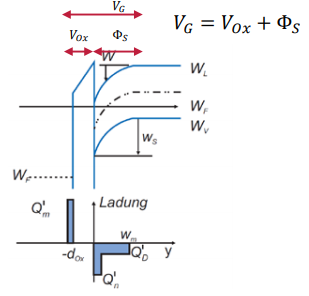 V_G
V_Ox Φ_S
V_G = V_Ox + Φ_S
W
W_L
W_F
W_V
W_S
W_F
Q'_m
Ladung
w_m
-d_Ox Q'_D y
Q'_n